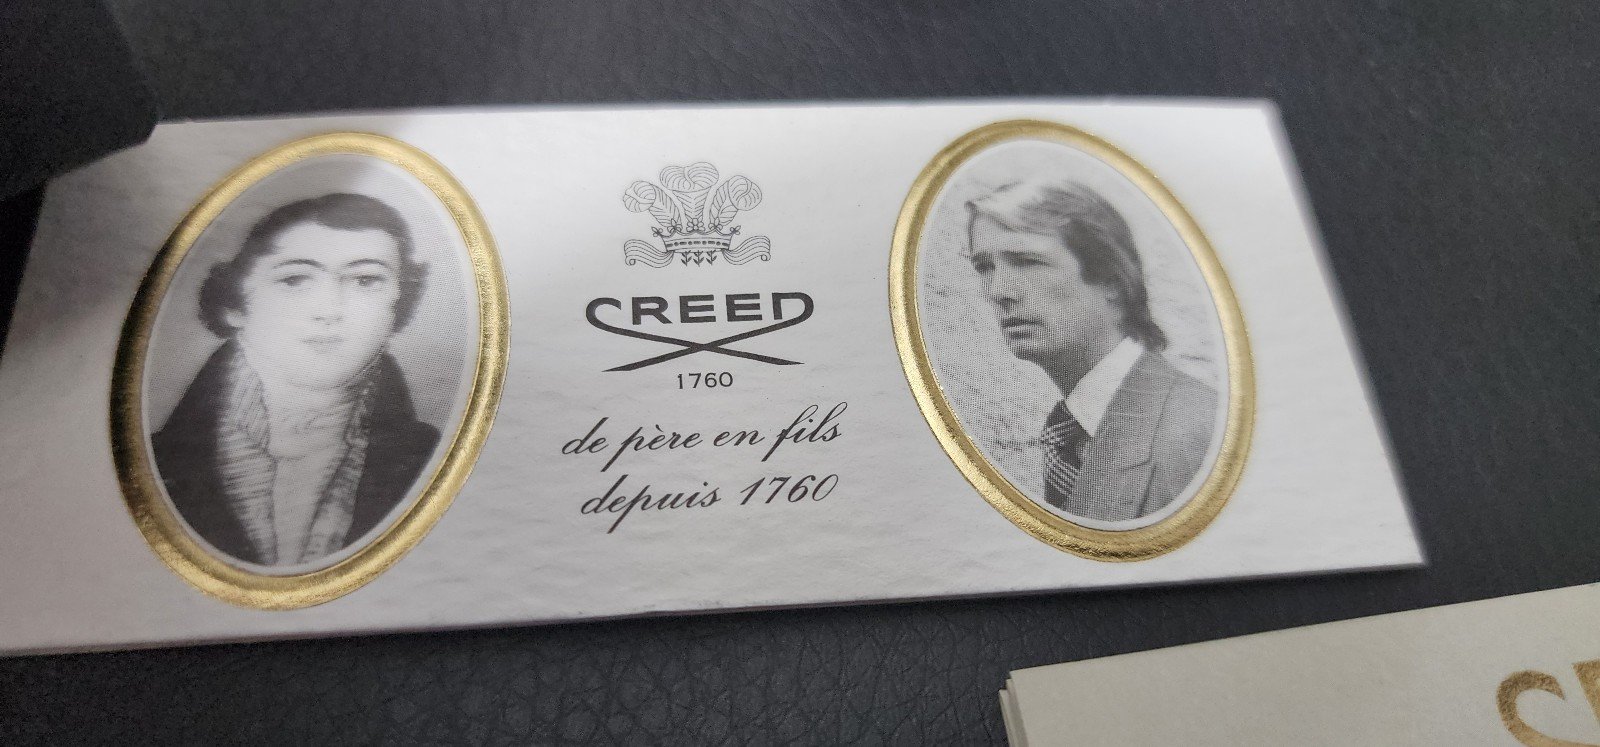 CREED
1760
de père en fils
depuis 1760